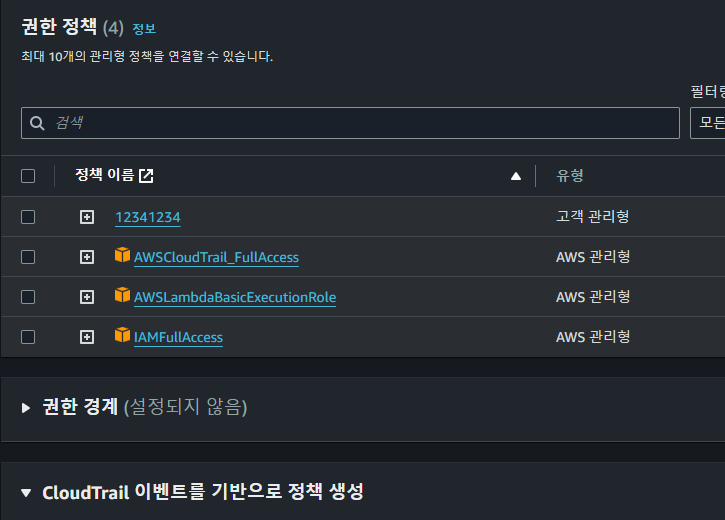 권한 정책 (4) 정보
최대 10개의 관리형 정책을 연결할 수 있습니다.
필터링
검색
모든
정책 이름 유형
12341234 고객 관리형
AWSCloudTrail_FullAccess AWS 관리형
AWSLambdaBasicExecutionRole AWS 관리형
IAMFullAccess AWS 관리형
권한 경계 (설정되지 않음)
CloudTrail 이벤트를 기반으로 정책 생성